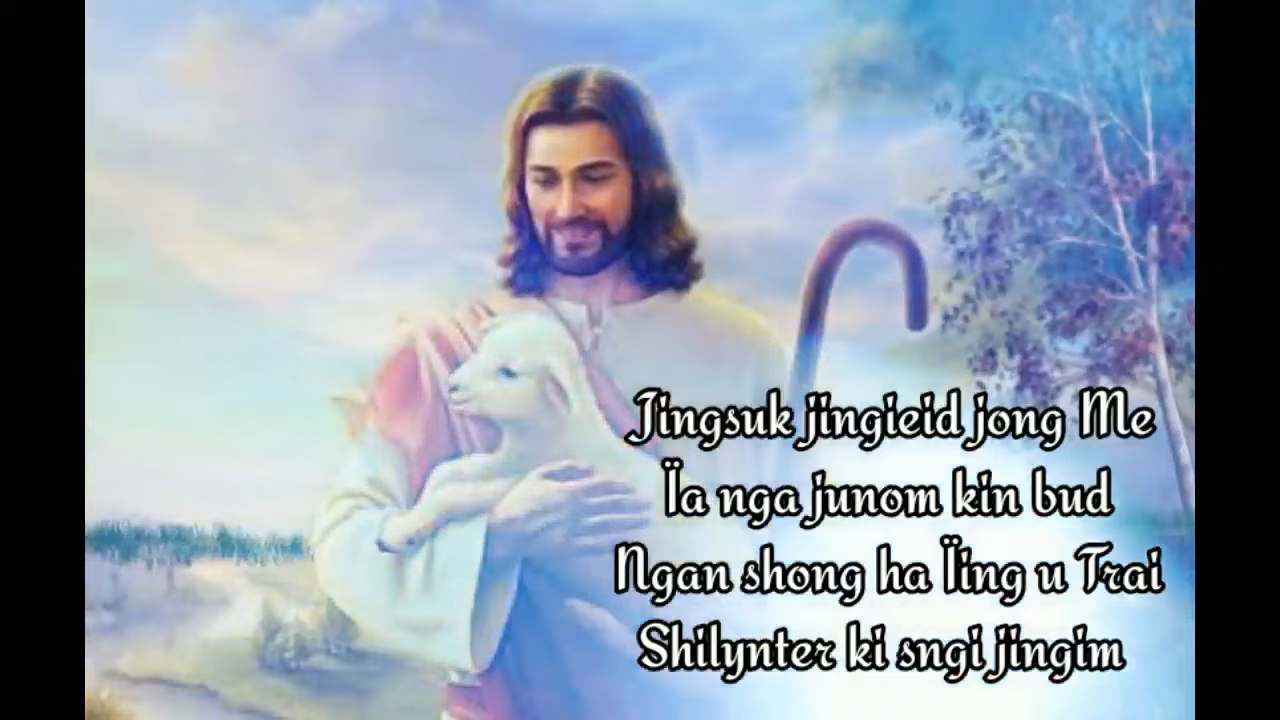 Jingsuk jingieid jong Me
Ïa nga junom kin bud
Ngan shong ha Ïing u Trai
Shilynter ki sngi jingim